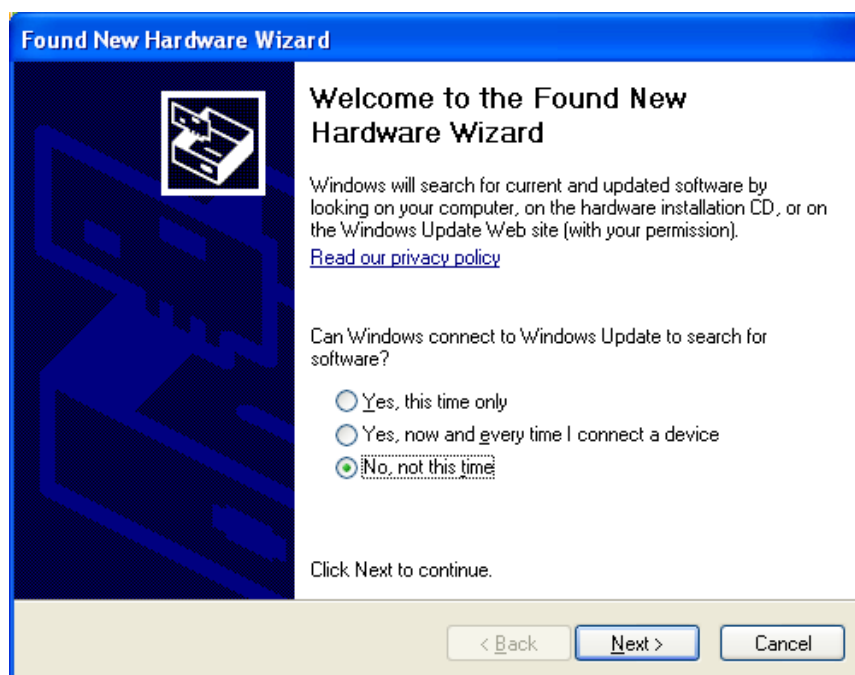 Found New Hardware Wizard
Welcome to the Found New
Hardware Wizard
Windows will search for current and updated software by
looking on your computer, on the hardware installation CD, or on
the Windows Update Web site (with your permission).
Read our privacy policy
Can Windows connect to Windows Update to search for
software?
Yes, this time only
Yes, now and every time I connect a device
No, not this time
Click Next to continue.
< Back Next > Cancel